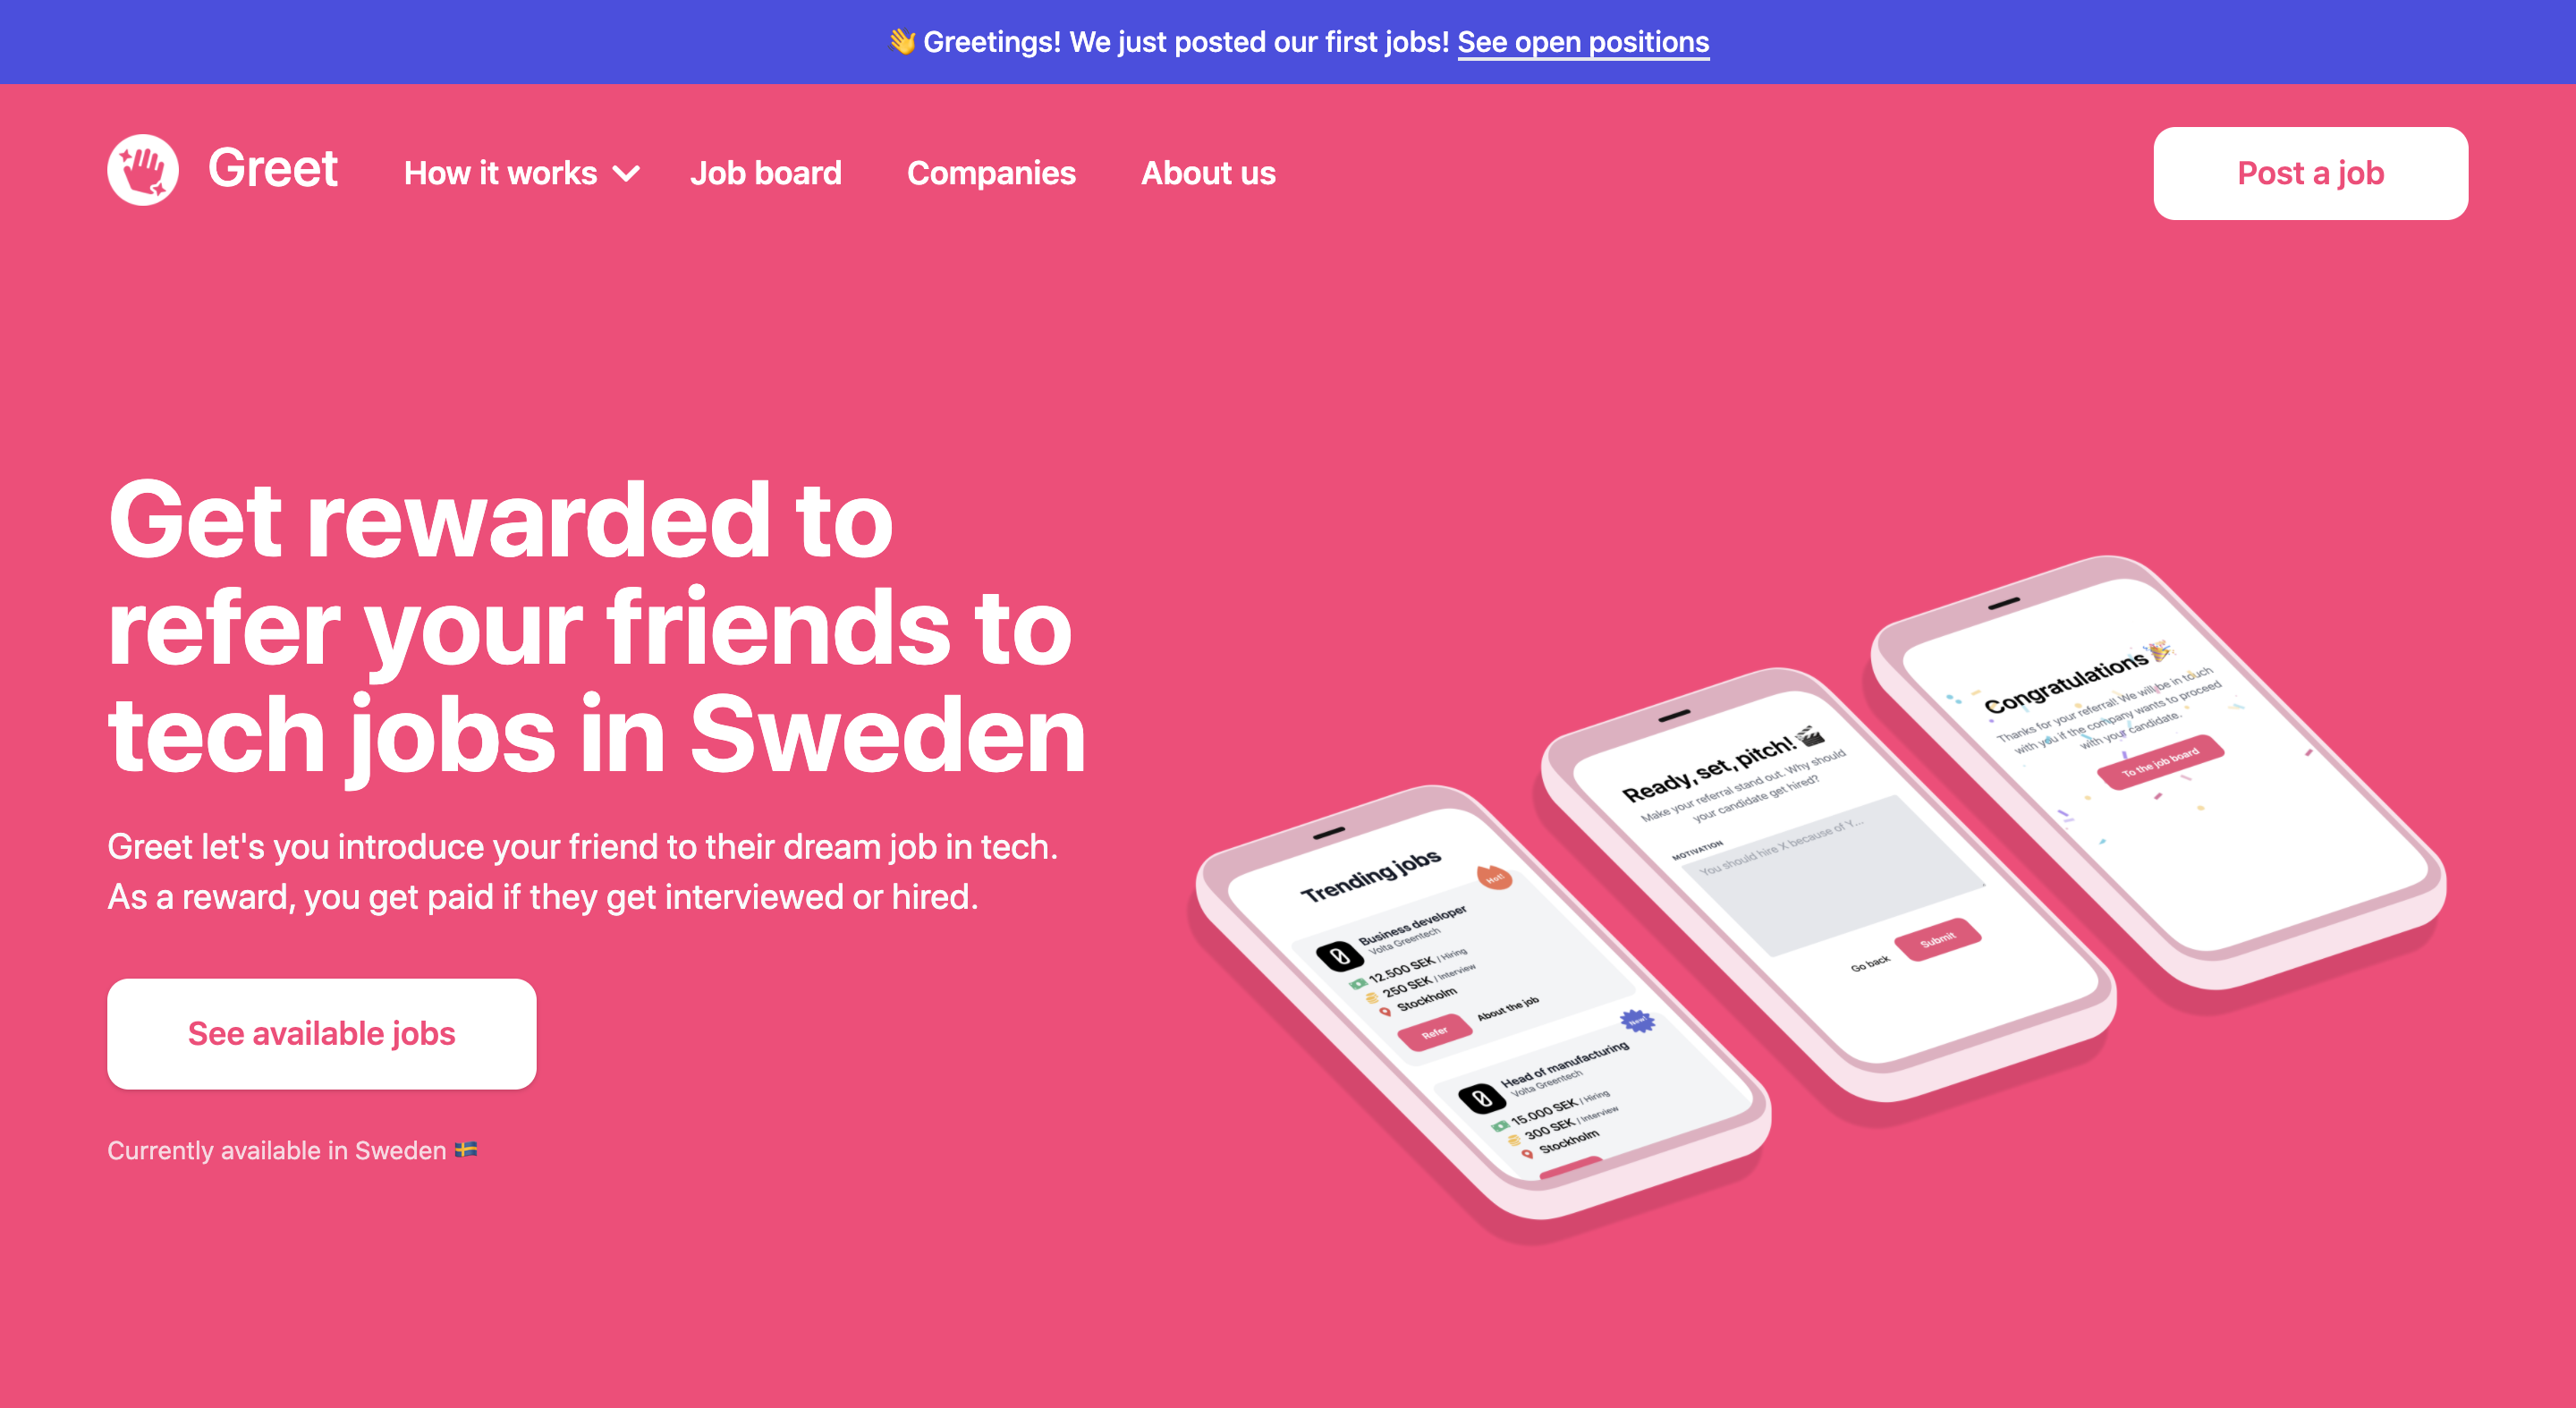 👋 Greetings! We just posted our first jobs! See open positions
Greet
How it works
Job board
Companies
About us
Post a job
Get rewarded to
refer your friends to
tech jobs in Sweden
Greet let's you introduce your friend to their dream job in tech.
As a reward, you get paid if they get interviewed or hired.
See available jobs
Currently available in Sweden 🇸🇪
Trending jobs
Hot!
Business developer
Volta Greentech
12.500 SEK / Hiring
250 SEK / Interview
Stockholm
Refer
About the job
New!
Head of manufacturing
Volta Greentech
15.000 SEK / Hiring
300 SEK / Interview
Stockholm
Ready, set, pitch! 🎬
Make your referral stand out. Why should
your candidate get hired?
MOTIVATION
You should hire X because of Y...
Go back
Submit
Congratulations 🎉
Thanks for your referral! We will be in touch
with you if the company wants to proceed
with your candidate.
To the job board